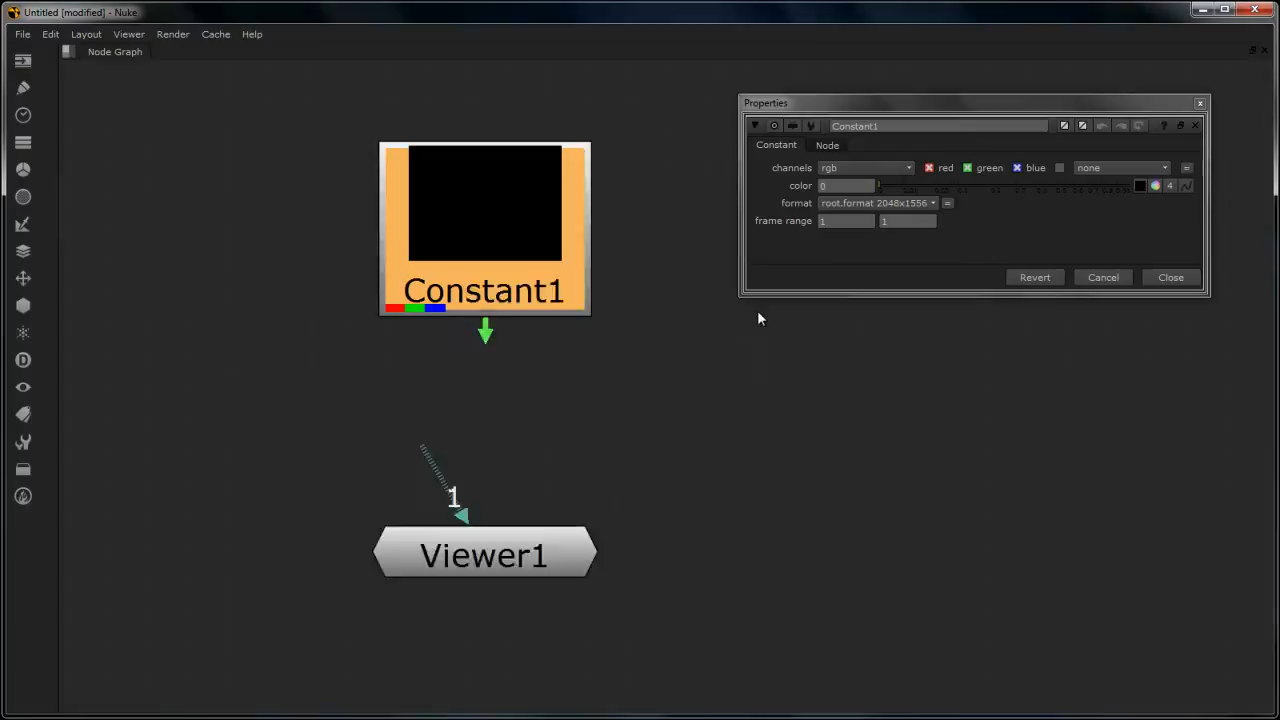 Untitled [modified] - Nuke
File Edit Layout Viewer Render Cache Help
Node Graph
Properties
Constant1
Constant Node
channels rgb red green blue none =
color 0 4
format root.format 2048x1556 =
frame range 1 1
Revert Cancel Close
Constant1
1
Viewer1